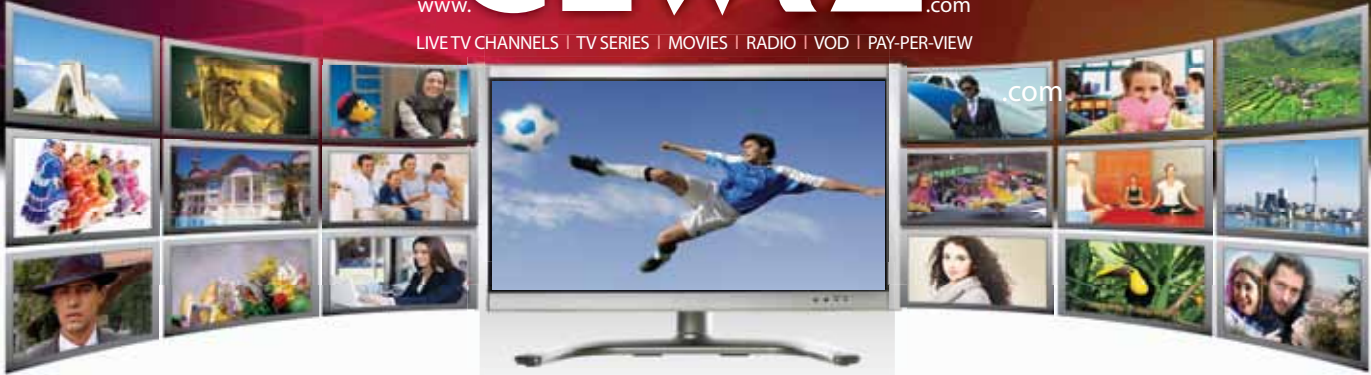 www. .com
LIVE TV CHANNELS | TV SERIES | MOVIES | RADIO | VOD | PAY-PER-VIEW
.com